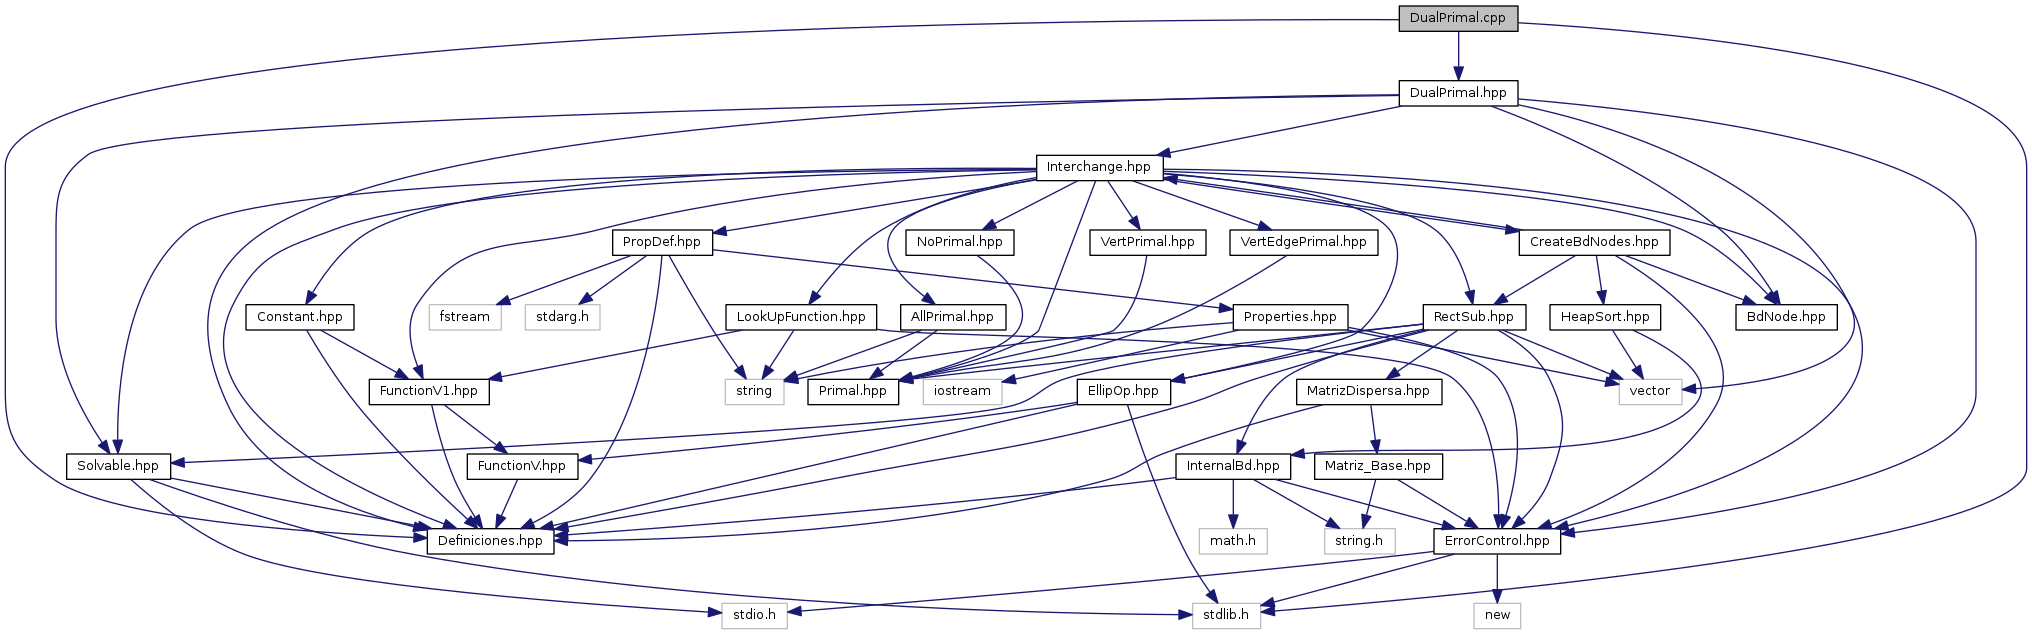 DualPrimal.cpp
DualPrimal.hpp
Interchange.hpp
PropDef.hpp
NoPrimal.hpp
VertPrimal.hpp
VertEdgePrimal.hpp
CreateBdNodes.hpp
Constant.hpp
fstream
stdarg.h
LookUpFunction.hpp
AllPrimal.hpp
Properties.hpp
RectSub.hpp
HeapSort.hpp
BdNode.hpp
FunctionV1.hpp
string
Primal.hpp
iostream
EllipOp.hpp
MatrizDispersa.hpp
vector
Solvable.hpp
FunctionV.hpp
InternalBd.hpp
Matriz_Base.hpp
Definiciones.hpp
math.h
string.h
ErrorControl.hpp
stdio.h
stdlib.h
new